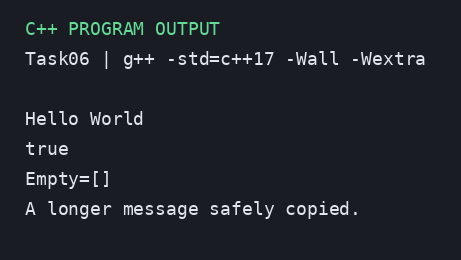 C++ PROGRAM OUTPUT
Task06 | g++ -std=c++17 -Wall -Wextra
Hello World
true
Empty=[]
A longer message safely copied.